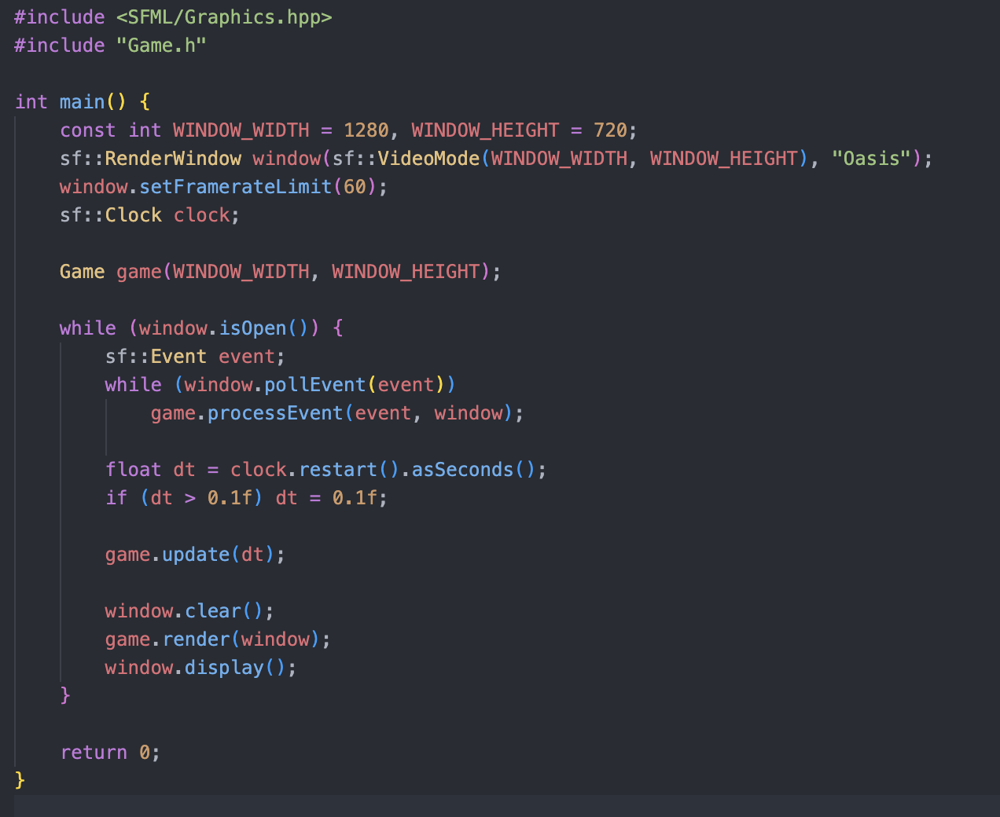 #include <SFML/Graphics.hpp>
#include "Game.h"

int main() {
    const int WINDOW_WIDTH = 1280, WINDOW_HEIGHT = 720;
    sf::RenderWindow window(sf::VideoMode(WINDOW_WIDTH, WINDOW_HEIGHT), "Oasis");
    window.setFramerateLimit(60);
    sf::Clock clock;

    Game game(WINDOW_WIDTH, WINDOW_HEIGHT);

    while (window.isOpen()) {
        sf::Event event;
        while (window.pollEvent(event))
            game.processEvent(event, window);

        float dt = clock.restart().asSeconds();
        if (dt > 0.1f) dt = 0.1f;

        game.update(dt);

        window.clear();
        game.render(window);
        window.display();
    }

    return 0;
}